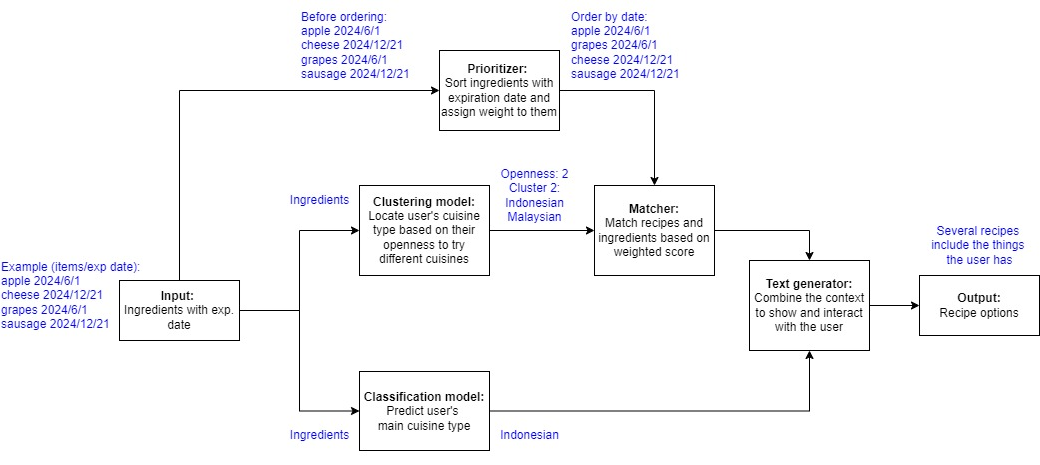 Before ordering:
apple 2024/6/1
cheese 2024/12/21
grapes 2024/6/1
sausage 2024/12/21
Order by date:
apple 2024/6/1
grapes 2024/6/1
cheese 2024/12/21
sausage 2024/12/21
Prioritizer:
Sort ingredients with
expiration date and
assign weight to them
Ingredients
Clustering model:
Locate user's cuisine
type based on their
openness to try
different cuisines
Openness: 2
Cluster 2:
Indonesian
Malaysian
Matcher:
Match recipes and
ingredients based on
weighted score
Example (items/exp date):
apple 2024/6/1
cheese 2024/12/21
grapes 2024/6/1
sausage 2024/12/21
Input:
Ingredients with exp.
date
Text generator:
Combine the context
to show and interact
with the user
Several recipes
include the things
the user has
Output:
Recipe options
Classification model:
Predict user's
main cuisine type
Ingredients
Indonesian